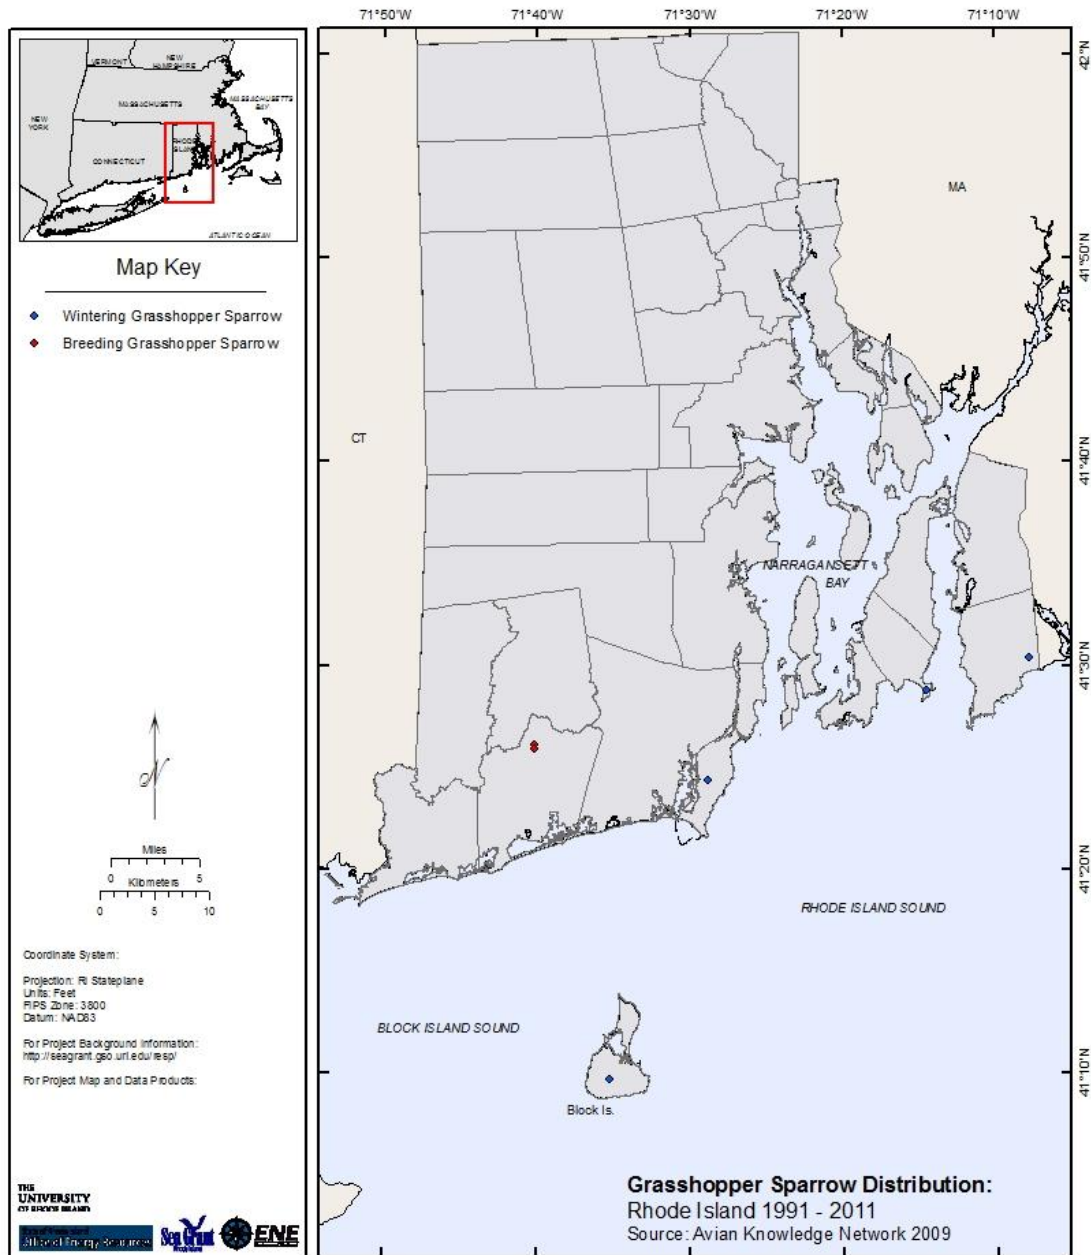 71°50'W 71°40'W 71°30'W 71°20'W 71°10'W
VERMONT
NEW
HAMPSHIRE
MASSACHUSETTS
MASSACHUSETTS
BAY
NEW
YORK
CONNECTICUT
RHODE
ISLAND
ATLANTIC OCEAN
Map Key
Wintering Grasshopper Sparrow
Breeding Grasshopper Sparrow
N
Miles
0 5
Kilometers
0 5 10
Coordinate System:
Projection: RI Stateplane
Units: Feet
FIPS Zone: 3800
Datum: NAD83
For Project Background Information:
http://seagrant.gso.uri.edu/resp/
For Project Map and Data Products:
THE
UNIVERSITY
OF RHODE ISLAND
Sea Grant
Rhode Island
ENE
MA
CT
NARRAGANSETT
BAY
RHODE ISLAND SOUND
BLOCK ISLAND SOUND
Block Is.
42°N
41°50'N
41°40'N
41°30'N
41°20'N
41°10'N
Grasshopper Sparrow Distribution:
Rhode Island 1991 - 2011
Source: Avian Knowledge Network 2009